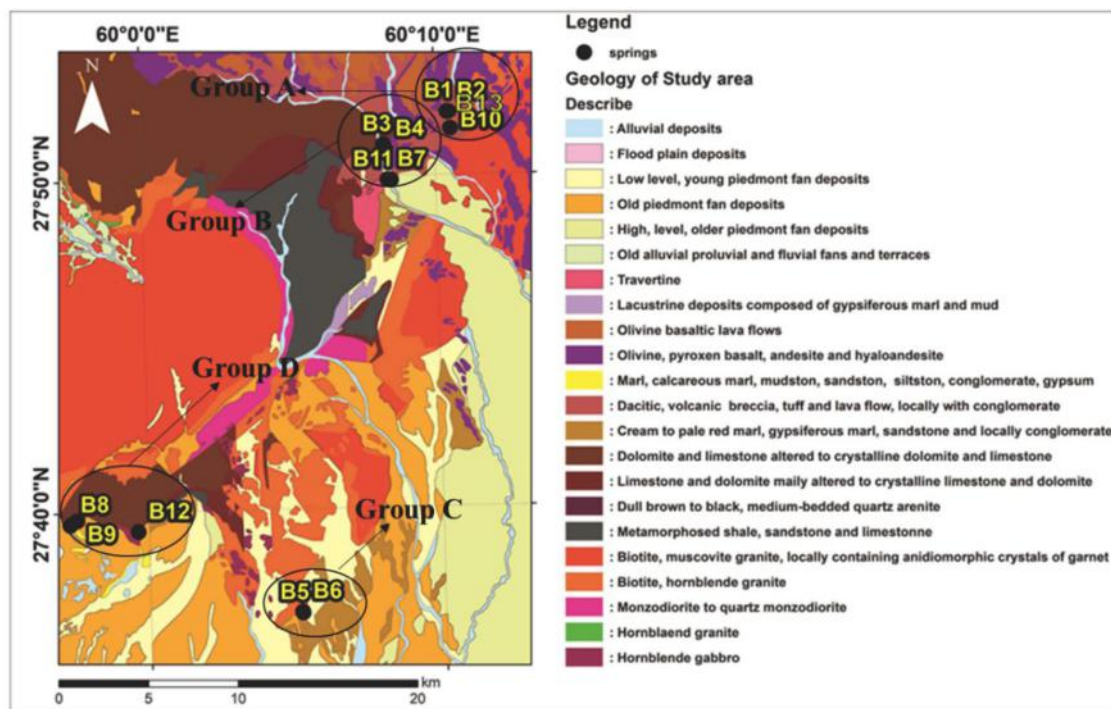 60°0'0"E 60°10'0"E
N
Group A
B1 B2
B13
B10
B3 B4
B11 B7
27°50'0"N
Group B
Group D
27°40'0"N
B8
B12
B9
Group C
B5 B6
km
0 5 10 20
Legend
springs
Geology of Study area
Describe
: Alluvial deposits
: Flood plain deposits
: Low level, young piedmont fan deposits
: Old piedmont fan deposits
: High, level, older piedmont fan deposits
: Old alluvial proluvial and fluvial fans and terraces
: Travertine
: Lacustrine deposits composed of gypsiferous marl and mud
: Olivine basaltic lava flows
: Olivine, pyroxen basalt, andesite and hyaloandesite
: Marl, calcareous marl, mudston, sandston, siltston, conglomerate, gypsum
: Dacitic, volcanic breccia, tuff and lava flow, locally with conglomerate
: Cream to pale red marl, gypsiferous marl, sandstone and locally conglomerate
: Dolomite and limestone altered to crystalline dolomite and limestone
: Limestone and dolomite maily altered to crystalline limestone and dolomite
: Dull brown to black, medium-bedded quartz arenite
: Metamorphosed shale, sandstone and limestonne
: Biotite, muscovite granite, locally containing anidiomorphic crystals of garnet
: Biotite, hornblende granite
: Monzodiorite to quartz monzodiorite
: Hornblaend granite
: Hornblende gabbro